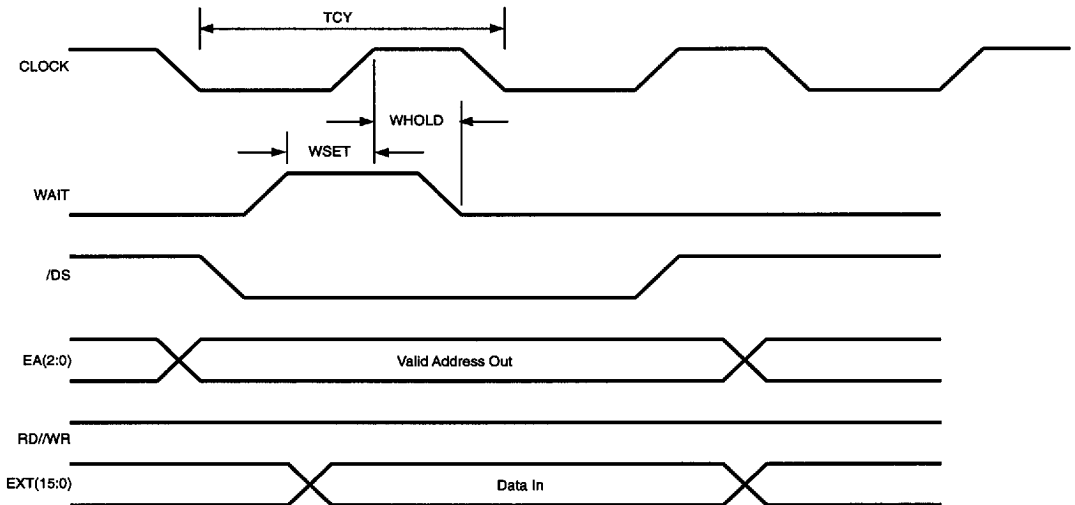 TCY
CLOCK
WHOLD
WSET
WAIT
/DS
EA(2:0)
Valid Address Out
RD//WR
EXT(15:0)
Data In